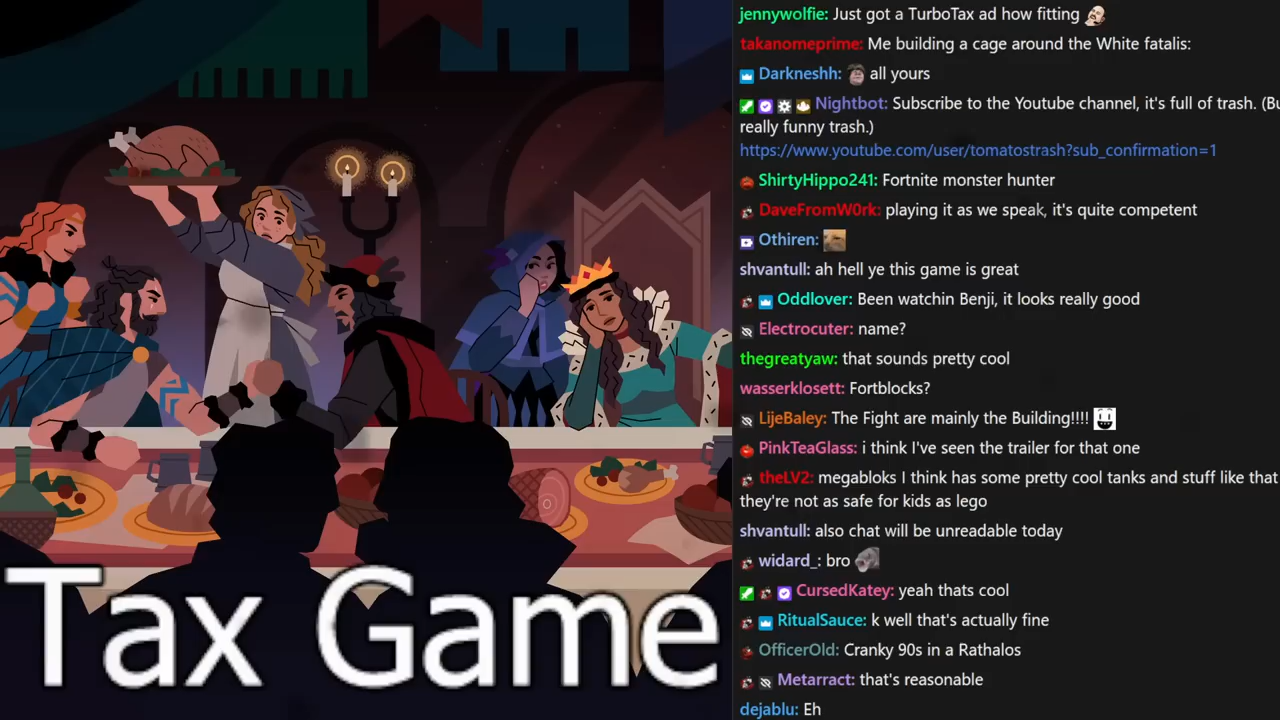 jennywolfie: Just got a TurboTax ad how fitting
takanomeprime: Me building a cage around the White fatalis:
Darkneshh: all yours
Nightbot: Subscribe to the Youtube channel, it's full of trash. (Bu
really funny trash.)
https://www.youtube.com/user/tomatostrash?sub_confirmation=1
ShirtyHippo241: Fortnite monster hunter
DaveFromW0rk: playing it as we speak, it's quite competent
Othiren:
shvantull: ah hell ye this game is great
Oddlover: Been watchin Benji, it looks really good
Electrocuter: name?
thegreatyaw: that sounds pretty cool
wasserklosett: Fortblocks?
LijeBaley: The Fight are mainly the Building!!!!
PinkTeaGlass: i think I've seen the trailer for that one
theLV2: megabloks I think has some pretty cool tanks and stuff like that
they're not as safe for kids as lego
shvantull: also chat will be unreadable today
widard_: bro
CursedKatey: yeah thats cool
RitualSauce: k well that's actually fine
OfficerOld: Cranky 90s in a Rathalos
Metarract: that's reasonable
dejablu: Eh
Tax Game